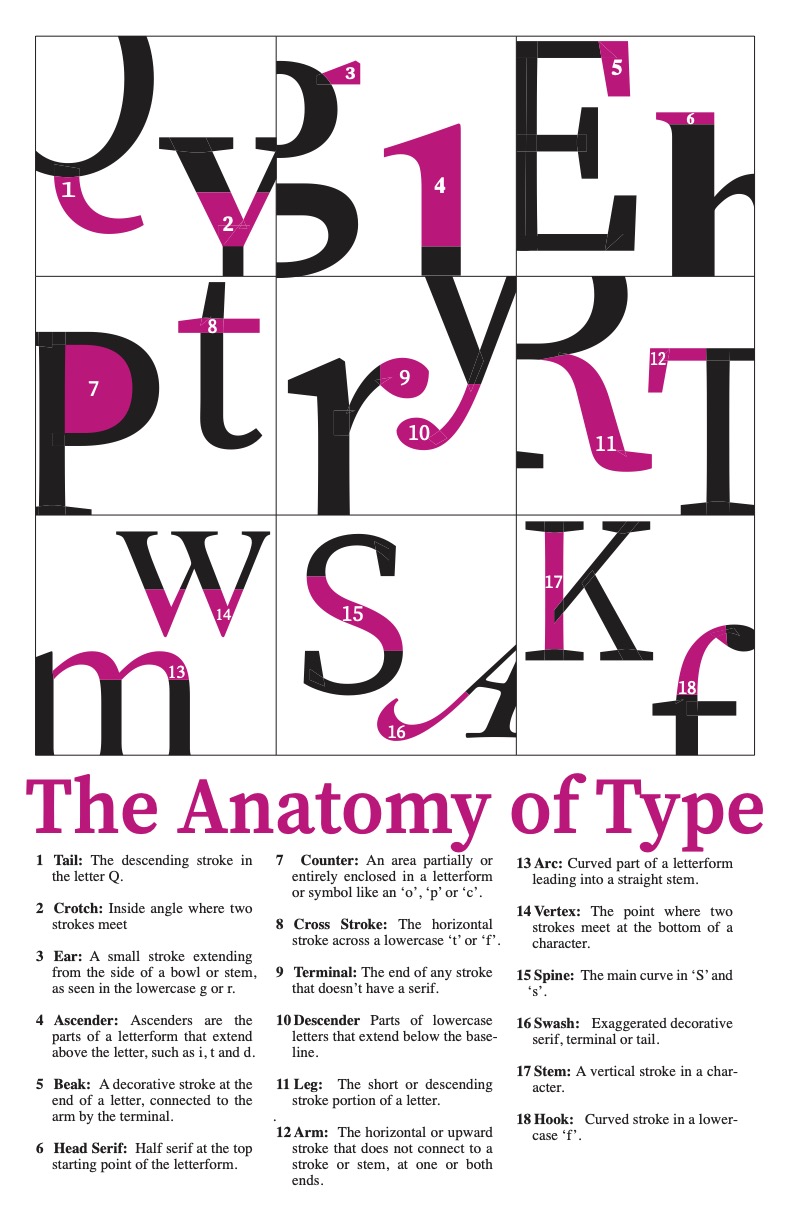 Q
y
1
2
g
1
3
4
E
h
5
6
P
t
7
8
r
y
9
10
R
T
11
12
w
m
13
14
S
A
15
16
K
f
17
18
The Anatomy of Type
1 Tail: The descending stroke in
the letter Q.
2 Crotch: Inside angle where two
strokes meet
3 Ear: A small stroke extending
from the side of a bowl or stem,
as seen in the lowercase g or r.
4 Ascender: Ascenders are the
parts of a letterform that extend
above the letter, such as i, t and d.
5 Beak: A decorative stroke at the
end of a letter, connected to the
arm by the terminal.
6 Head Serif: Half serif at the top
starting point of the letterform.
7 Counter: An area partially or
entirely enclosed in a letterform
or symbol like an ‘o’, ‘p’ or ‘c’.
8 Cross Stroke: The horizontal
stroke across a lowercase ‘t’ or ‘f’.
9 Terminal: The end of any stroke
that doesn’t have a serif.
10 Descender Parts of lowercase
letters that extend below the base-
line.
11 Leg: The short or descending
stroke portion of a letter.
.
12 Arm: The horizontal or upward
stroke that does not connect to a
stroke or stem, at one or both
ends.
13 Arc: Curved part of a letterform
leading into a straight stem.
14 Vertex: The point where two
strokes meet at the bottom of a
character.
15 Spine: The main curve in ‘S’ and
‘s’.
16 Swash: Exaggerated decorative
serif, terminal or tail.
17 Stem: A vertical stroke in a char-
acter.
18 Hook: Curved stroke in a lower-
case ‘f’.